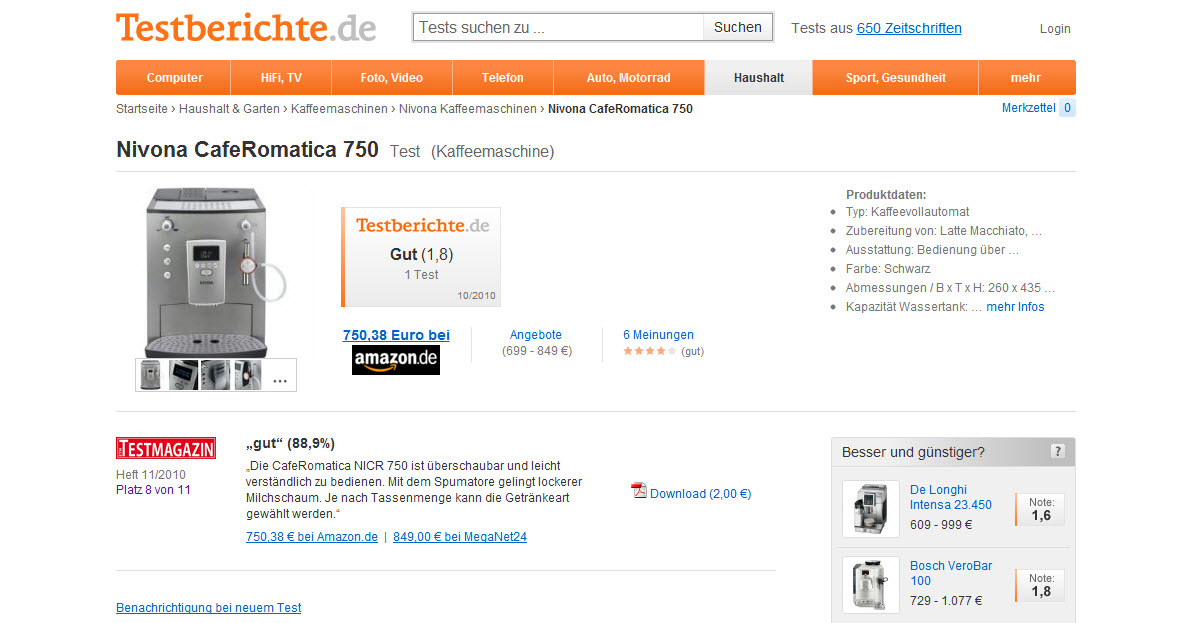 Testberichte.de
Tests suchen zu ...
Suchen
Tests aus 650 Zeitschriften
Login
Computer
HiFi, TV
Foto, Video
Telefon
Auto, Motorrad
Haushalt
Sport, Gesundheit
mehr
Startseite › Haushalt & Garten › Kaffeemaschinen › Nivona Kaffeemaschinen › Nivona CafeRomatica 750
Merkzettel 0
Nivona CafeRomatica 750 Test (Kaffeemaschine)
Testberichte.de
Gut (1,8)
1 Test
10/2010
750,38 Euro bei
amazon.de
Angebote
(699 - 849 €)
6 Meinungen
(gut)
Produktdaten:
Typ: Kaffeevollautomat
Zubereitung von: Latte Macchiato, ...
Ausstattung: Bedienung über ...
Farbe: Schwarz
Abmessungen / B x T x H: 260 x 435 ...
Kapazität Wassertank: ... mehr Infos
...
TESTMAGAZIN
Heft 11/2010
Platz 8 von 11
„gut“ (88,9%)
„Die CafeRomatica NICR 750 ist überschaubar und leicht
verständlich zu bedienen. Mit dem Spumatore gelingt lockerer
Milchschaum. Je nach Tassenmenge kann die Getränkeart
gewählt werden.“
750,38 € bei Amazon.de | 849,00 € bei MegaNet24
Download (2,00 €)
Benachrichtigung bei neuem Test
Besser und günstiger?
?
De Longhi
Intensa 23.450
609 - 999 €
Note:
1,6
Bosch VeroBar
100
729 - 1.077 €
Note:
1,8